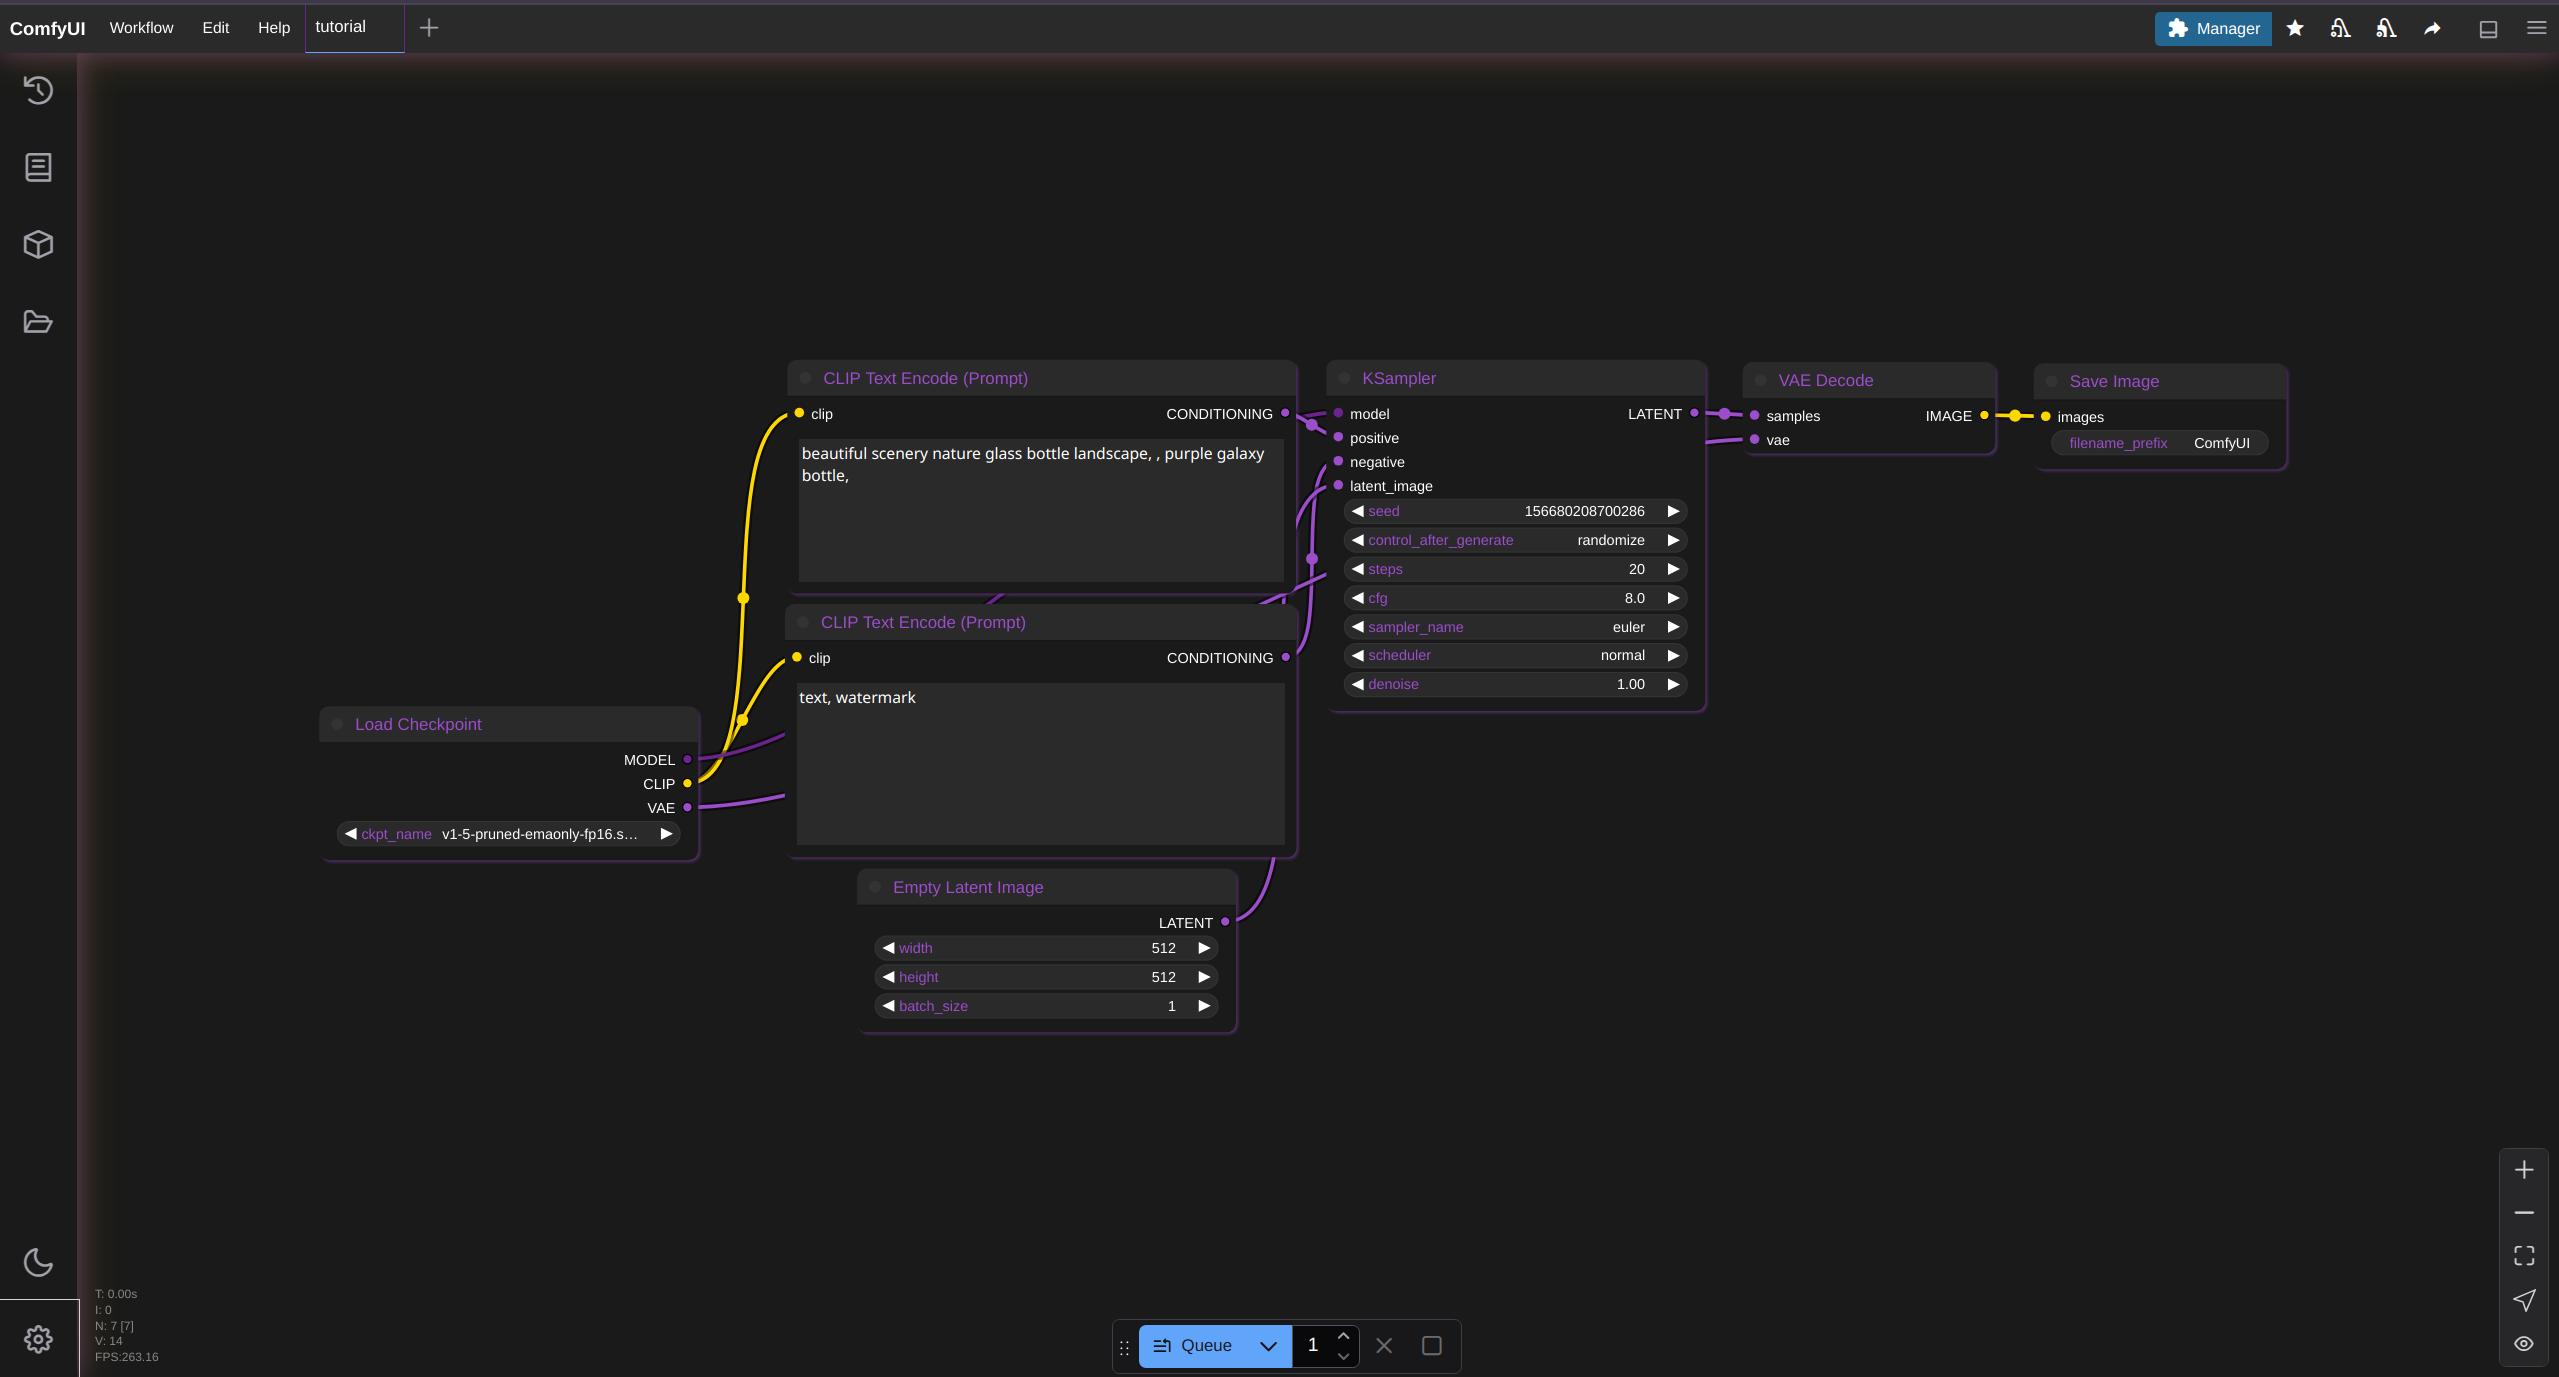 ComfyUI Workflow Edit Help tutorial Manager
CLIP Text Encode (Prompt)
clip CONDITIONING
beautiful scenery nature glass bottle landscape, , purple galaxy
bottle,
KSampler
model LATENT
positive
negative
latent_image
seed 156680208700286
control_after_generate randomize
steps 20
cfg 8.0
sampler_name euler
scheduler normal
denoise 1.00
VAE Decode
samples IMAGE
vae
Save Image
images
filename_prefix ComfyUI
CLIP Text Encode (Prompt)
clip CONDITIONING
text, watermark
Load Checkpoint
MODEL
CLIP
VAE
ckpt_name v1-5-pruned-emaonly-fp16.s…
Empty Latent Image
LATENT
width 512
height 512
batch_size 1
T: 0.00s
I: 0
N: 7 [7]
V: 14
FPS:263.16
Queue 1